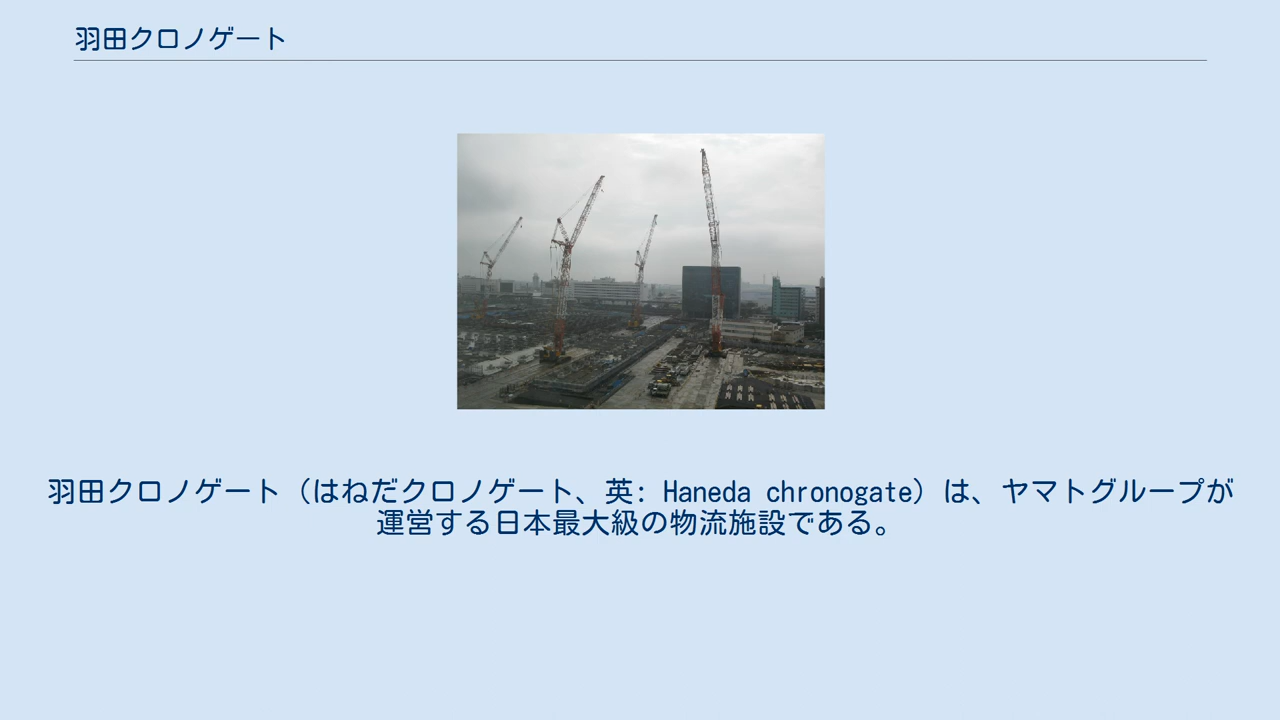 羽田クロノゲート
羽田クロノゲート（はねだクロノゲート、英: Haneda chronogate）は、ヤマトグループが
運営する日本最大級の物流施設である。